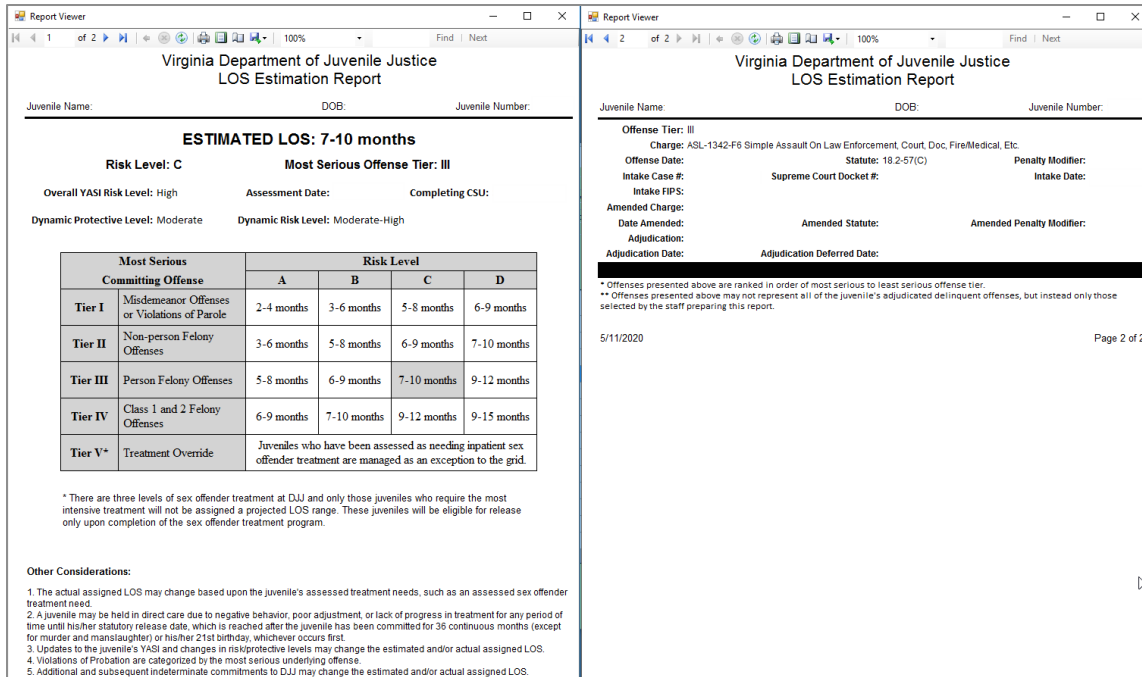 Report Viewer
1 of 2 100% Find | Next
Virginia Department of Juvenile Justice
LOS Estimation Report
Juvenile Name: DOB: Juvenile Number:
ESTIMATED LOS: 7-10 months
Risk Level: C Most Serious Offense Tier: III
Overall YASI Risk Level: High Assessment Date: Completing CSU:
Dynamic Protective Level: Moderate Dynamic Risk Level: Moderate-High
Most Serious Risk Level
Committing Offense A B C D
Tier I Misdemeanor Offenses or Violations of Parole 2-4 months 3-6 months 5-8 months 6-9 months
Tier II Non-person Felony Offenses 3-6 months 5-8 months 6-9 months 7-10 months
Tier III Person Felony Offenses 5-8 months 6-9 months 7-10 months 9-12 months
Tier IV Class 1 and 2 Felony Offenses 6-9 months 7-10 months 9-12 months 9-15 months
Tier V* Treatment Override Juveniles who have been assessed as needing inpatient sex
offender treatment are managed as an exception to the grid.
* There are three levels of sex offender treatment at DJJ and only those juveniles who require the most
intensive treatment will not be assigned a projected LOS range. These juveniles will be eligible for release
only upon completion of the sex offender treatment program.
Other Considerations:
1. The actual assigned LOS may change based upon the juvenile's assessed treatment needs, such as an assessed sex offender
treatment need.
2. A juvenile may be held in direct care due to negative behavior, poor adjustment, or lack of progress in treatment for any period of
time until his/her statutory release date, which is reached after the juvenile has been committed for 36 continuous months (except
for murder and manslaughter) or his/her 21st birthday, whichever occurs first.
3. Updates to the juvenile's YASI and changes in risk/protective levels may change the estimated and/or actual assigned LOS.
4. Violations of Probation are categorized by the most serious underlying offense.
5. Additional and subsequent indeterminate commitments to DJJ may change the estimated and/or actual assigned LOS.
Report Viewer
2 of 2 100% Find | Next
Virginia Department of Juvenile Justice
LOS Estimation Report
Juvenile Name: DOB: Juvenile Number:
Offense Tier: III
Charge: ASL-1342-F6 Simple Assault On Law Enforcement, Court, Doc, Fire/Medical, Etc.
Offense Date: Statute: 18.2-57(C) Penalty Modifier:
Intake Case #: Supreme Court Docket #: Intake Date:
Intake FIPS:
Amended Charge:
Date Amended: Amended Statute: Amended Penalty Modifier:
Adjudication:
Adjudication Date: Adjudication Deferred Date:
* Offenses presented above are ranked in order of most serious to least serious offense tier.
** Offenses presented above may not represent all of the juvenile's adjudicated delinquent offenses, but instead only those
selected by the staff preparing this report.
5/11/2020 Page 2 of 2